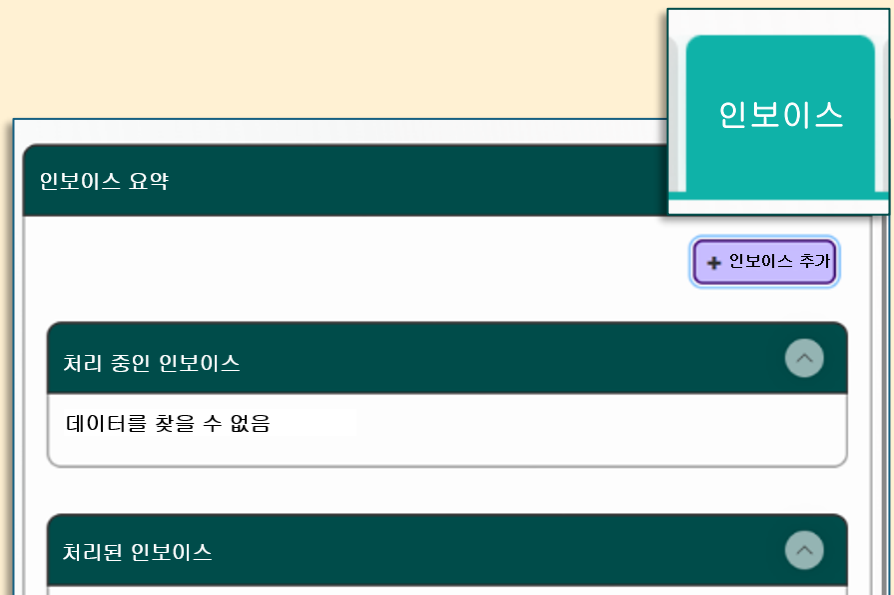 인보이스
인보이스 요약
+ 인보이스 추가
처리 중인 인보이스
데이터를 찾을 수 없음
처리된 인보이스